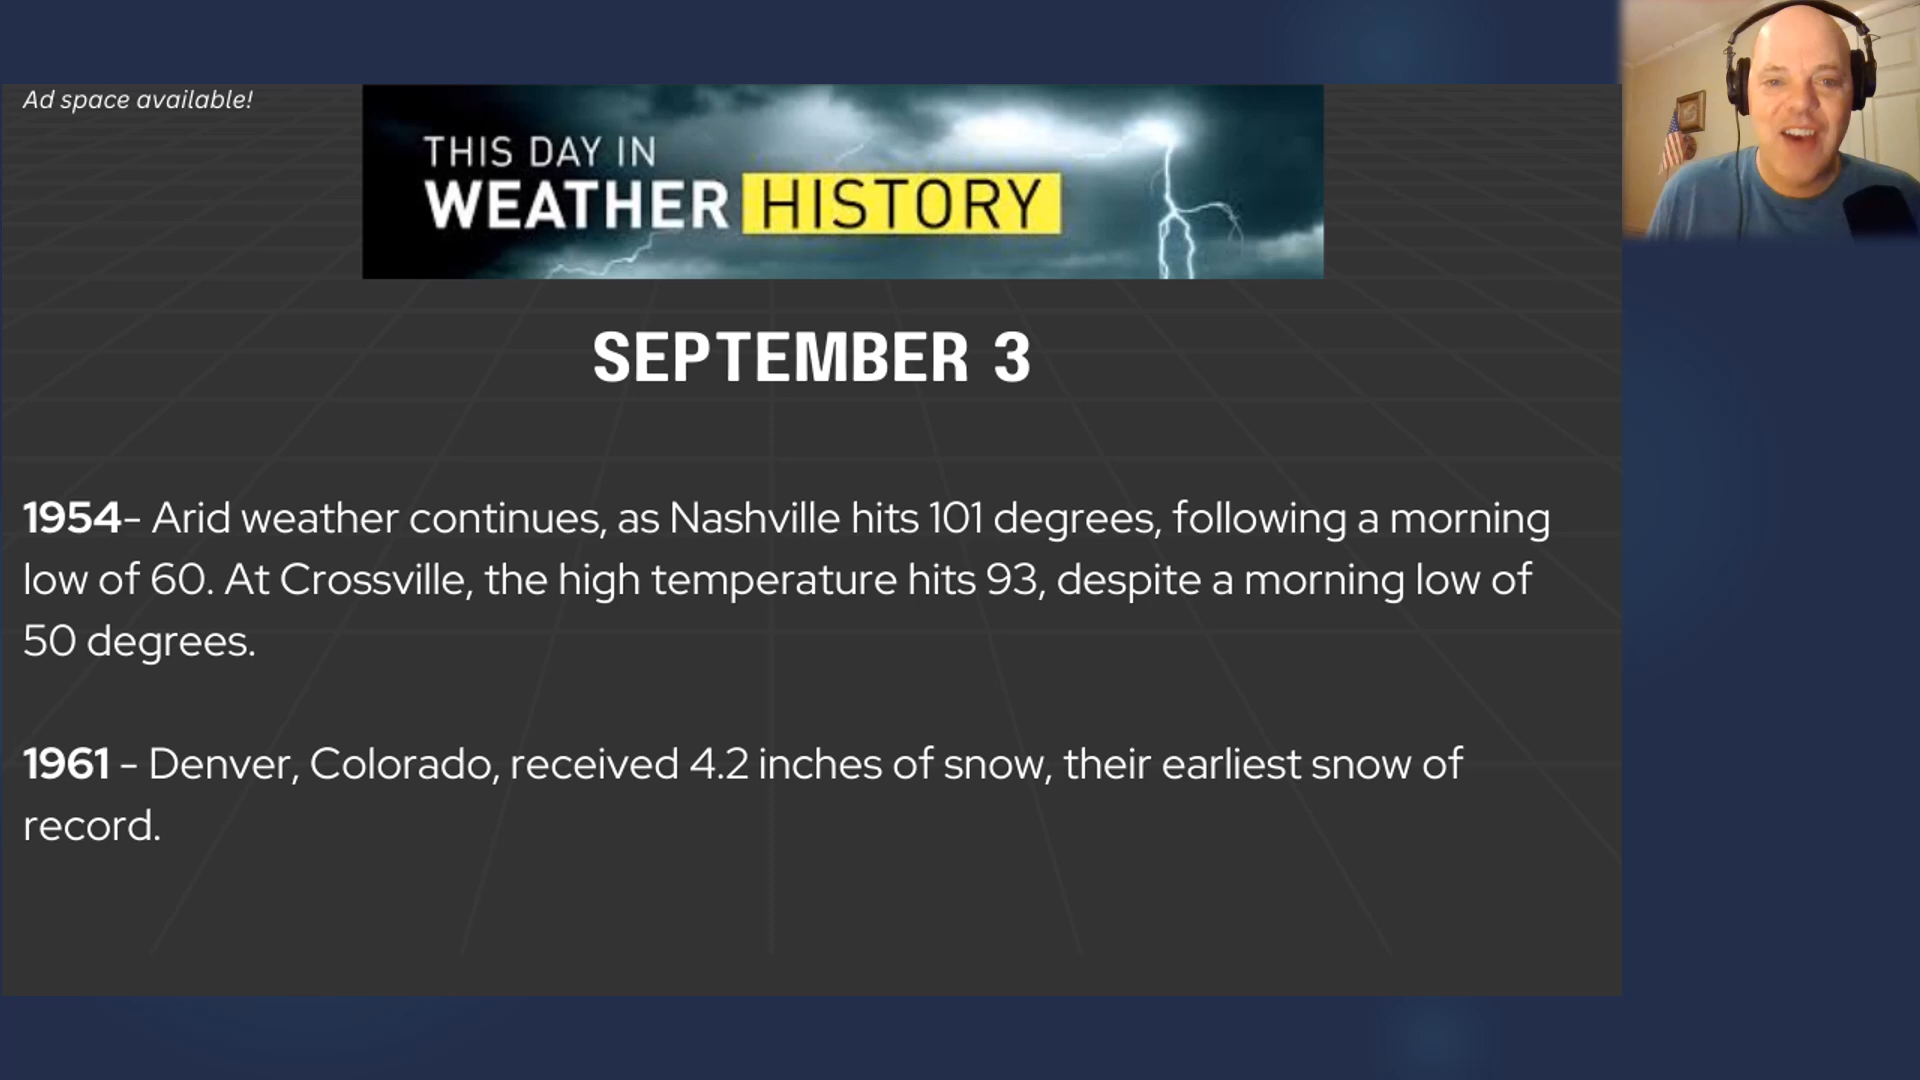 Ad space available!
THIS DAY IN
WEATHER HISTORY
SEPTEMBER 3
1954- Arid weather continues, as Nashville hits 101 degrees, following a morning
low of 60. At Crossville, the high temperature hits 93, despite a morning low of
50 degrees.
1961 - Denver, Colorado, received 4.2 inches of snow, their earliest snow of
record.